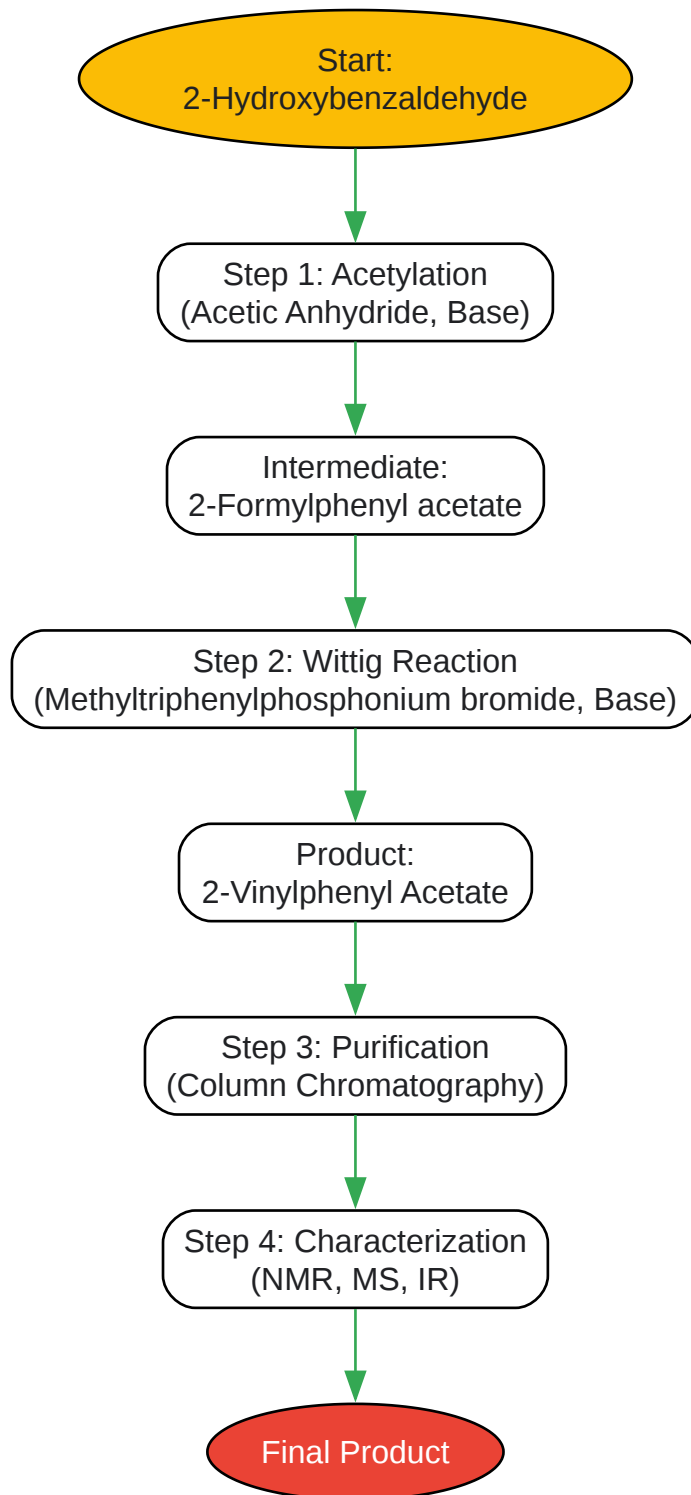 Start:
2-Hydroxybenzaldehyde
Step 1: Acetylation
(Acetic Anhydride, Base)
Intermediate:
2-Formylphenyl acetate
Step 2: Wittig Reaction
(Methyltriphenylphosphonium bromide, Base)
Product:
2-Vinylphenyl Acetate
Step 3: Purification
(Column Chromatography)
Step 4: Characterization
(NMR, MS, IR)
Final Product